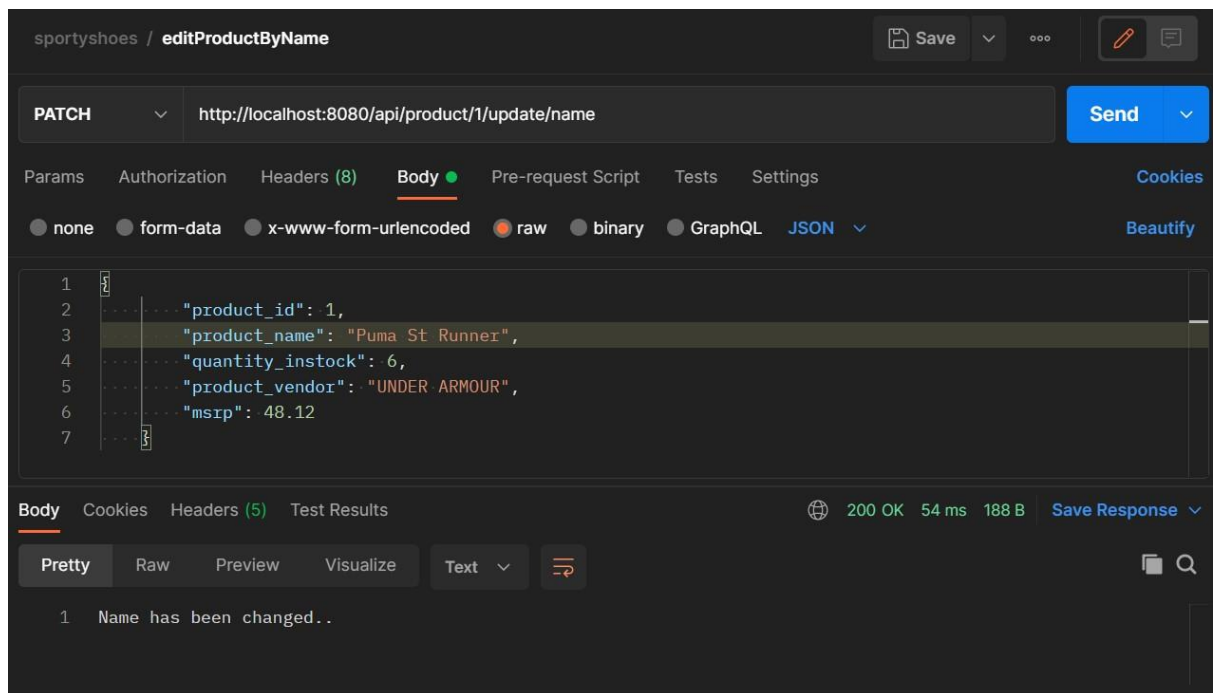 sportyshoes / editProductByName
Save
PATCH
http://localhost:8080/api/product/1/update/name
Send
Params Authorization Headers (8) Body Pre-request Script Tests Settings Cookies
none form-data x-www-form-urlencoded raw binary GraphQL JSON Beautify
1 {
2 "product_id": 1,
3 "product_name": "Puma St Runner",
4 "quantity_instock": 6,
5 "product_vendor": "UNDER ARMOUR",
6 "msrp": 48.12
7 }
Body Cookies Headers (5) Test Results 200 OK 54 ms 188 B Save Response
Pretty Raw Preview Visualize Text
1 Name has been changed..